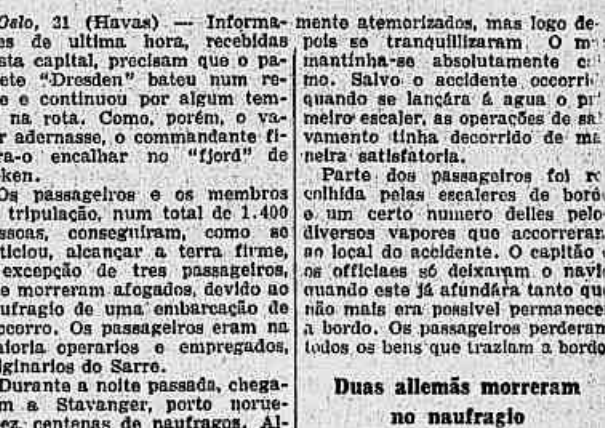 Oslo, 21 (Havas) — Informa-
es de ultima hora, recebidas
sta capital, precisam que o pa-
ete "Dresden" bateu num re-
e e continuou por algum tem-
na rota. Como, porém, o va-
r adernasse, o commandante fi-
ra-o encalhar no "fjord" de
ken.
Os passageiros e os membros
tripulação, num total de 1.400
ssoas, conseguiram, como se
ticiou, alcançar a terra firme,
excepção de tres passageiros,
e morreram afogados, devido ao
ufragio de uma embarcação de
ccorro. Os passageiros eram na
aioria operarios e empregados,
iginarios do Sarre.
Durante a noite passada, chega-
m a Stavanger, porto norue-
ez, centenas de naufragos. Al-
mente atemorizados, mas logo de-
pois se tranquillizaram. O m
mantinha-se absolutamente c
mo. Salvo o accidente occorri
quando se lançára á agua o pr
meiro escaler, as operações de sal
vamento tinha decorrido de ma
neira satisfatoria.
Parte dos passageiros foi re
colhida pelas escaleres de bordo
e um certo numero delles pelo
diversos vapores que accorreram
ao local do accidente. O capitão e
os officiaes só deixaram o navio
quando este já afundára tanto que
não mais era possivel permanece
a bordo. Os passageiros perderam
todos os bens que traziam a bordo
Duas allemãs morreram
no naufragio